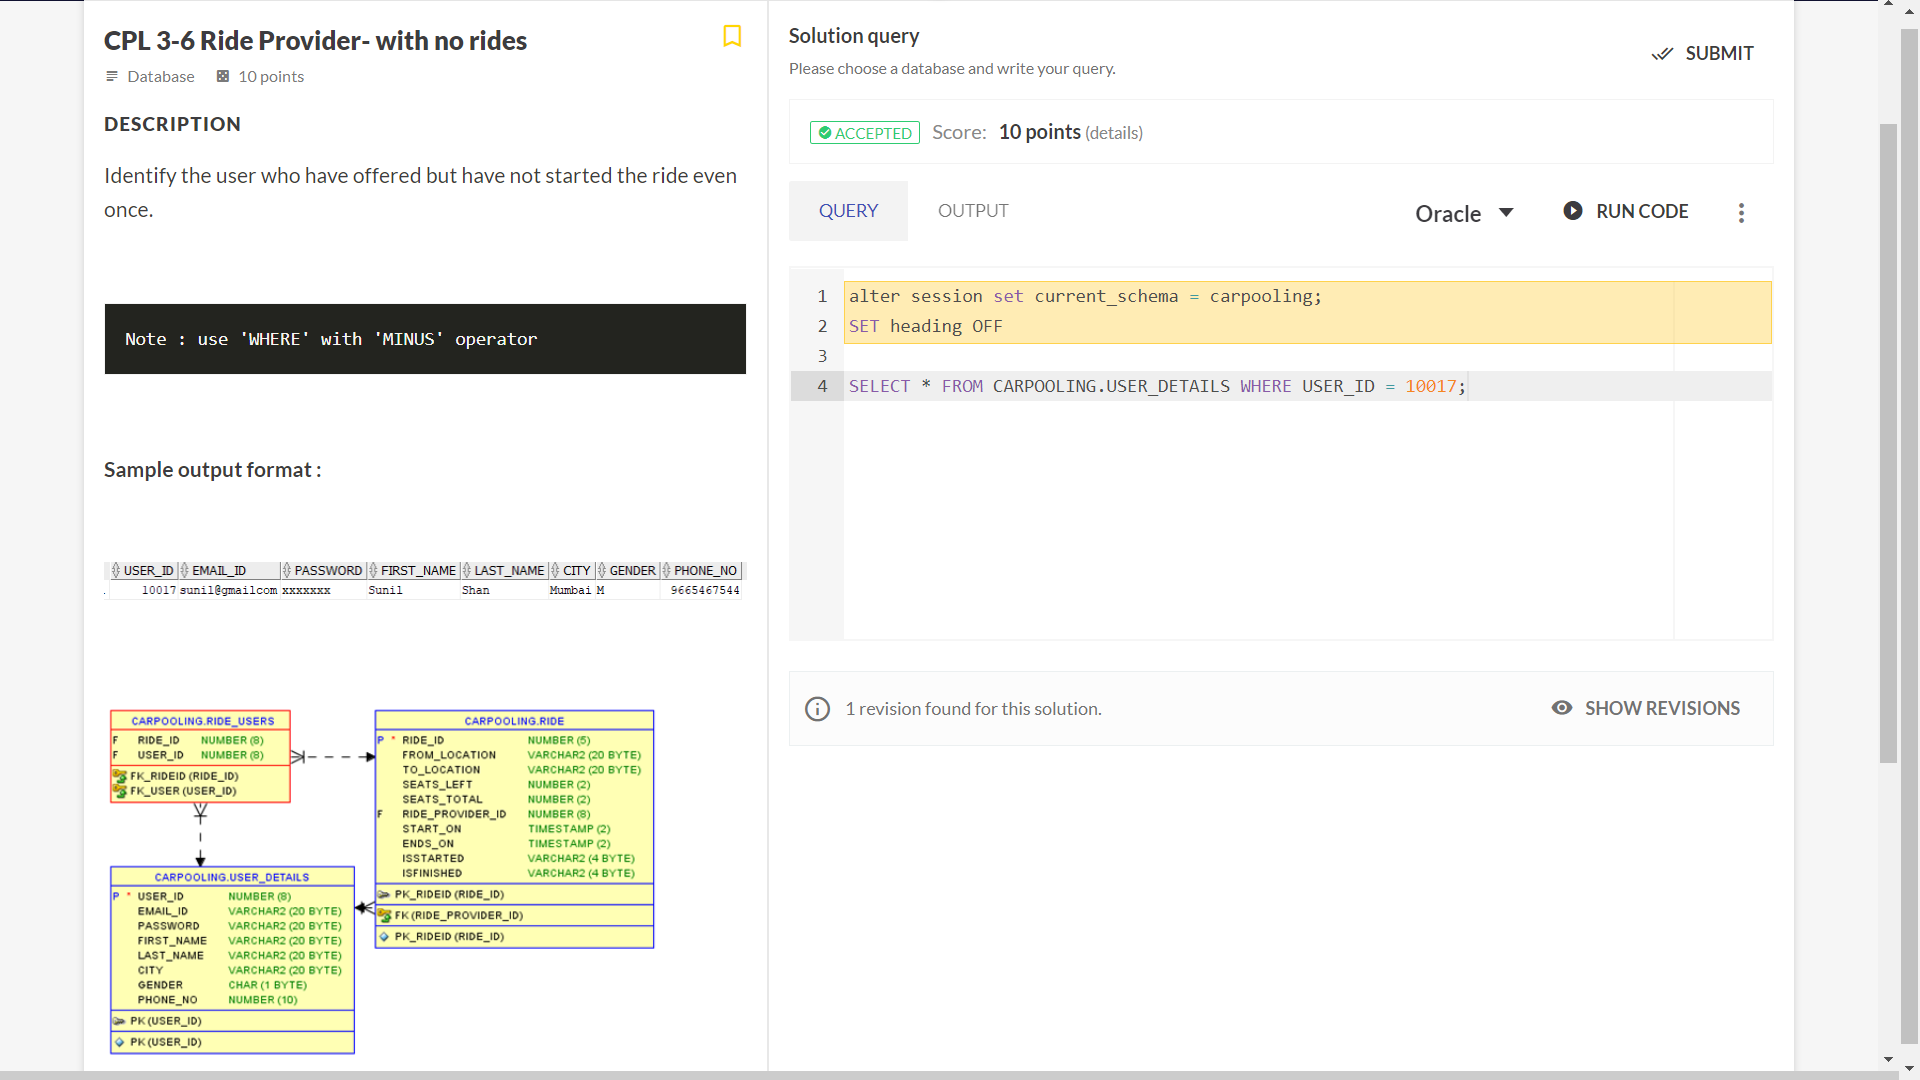 CPL 3-6 Ride Provider- with no rides
Database 10 points
DESCRIPTION
Identify the user who have offered but have not started the ride even
once.
Note : use 'WHERE' with 'MINUS' operator
Sample output format :
USER_ID EMAIL_ID PASSWORD FIRST_NAME LAST_NAME CITY GENDER PHONE_NO
10017 sunil@gmailcom xxxxxxx Sunil Shan Mumbai M 9665467544
CARPOOLING.RIDE_USERS
F RIDE_ID NUMBER (8)
F USER_ID NUMBER (8)
FK_RIDEID (RIDE_ID)
FK_USER (USER_ID)
CARPOOLING.RIDE
P * RIDE_ID NUMBER (5)
FROM_LOCATION VARCHAR2 (20 BYTE)
TO_LOCATION VARCHAR2 (20 BYTE)
SEATS_LEFT NUMBER (2)
SEATS_TOTAL NUMBER (2)
F RIDE_PROVIDER_ID NUMBER (8)
START_ON TIMESTAMP (2)
ENDS_ON TIMESTAMP (2)
ISSTARTED VARCHAR2 (4 BYTE)
ISFINISHED VARCHAR2 (4 BYTE)
PK_RIDEID (RIDE_ID)
FK (RIDE_PROVIDER_ID)
PK_RIDEID (RIDE_ID)
CARPOOLING.USER_DETAILS
P * USER_ID NUMBER (8)
EMAIL_ID VARCHAR2 (20 BYTE)
PASSWORD VARCHAR2 (20 BYTE)
FIRST_NAME VARCHAR2 (20 BYTE)
LAST_NAME VARCHAR2 (20 BYTE)
CITY VARCHAR2 (20 BYTE)
GENDER CHAR (1 BYTE)
PHONE_NO NUMBER (10)
PK (USER_ID)
PK (USER_ID)
Solution query
Please choose a database and write your query.
SUBMIT
ACCEPTED Score: 10 points (details)
QUERY OUTPUT Oracle RUN CODE
1 alter session set current_schema = carpooling;
2 SET heading OFF
3
4 SELECT * FROM CARPOOLING.USER_DETAILS WHERE USER_ID = 10017;
1 revision found for this solution. SHOW REVISIONS